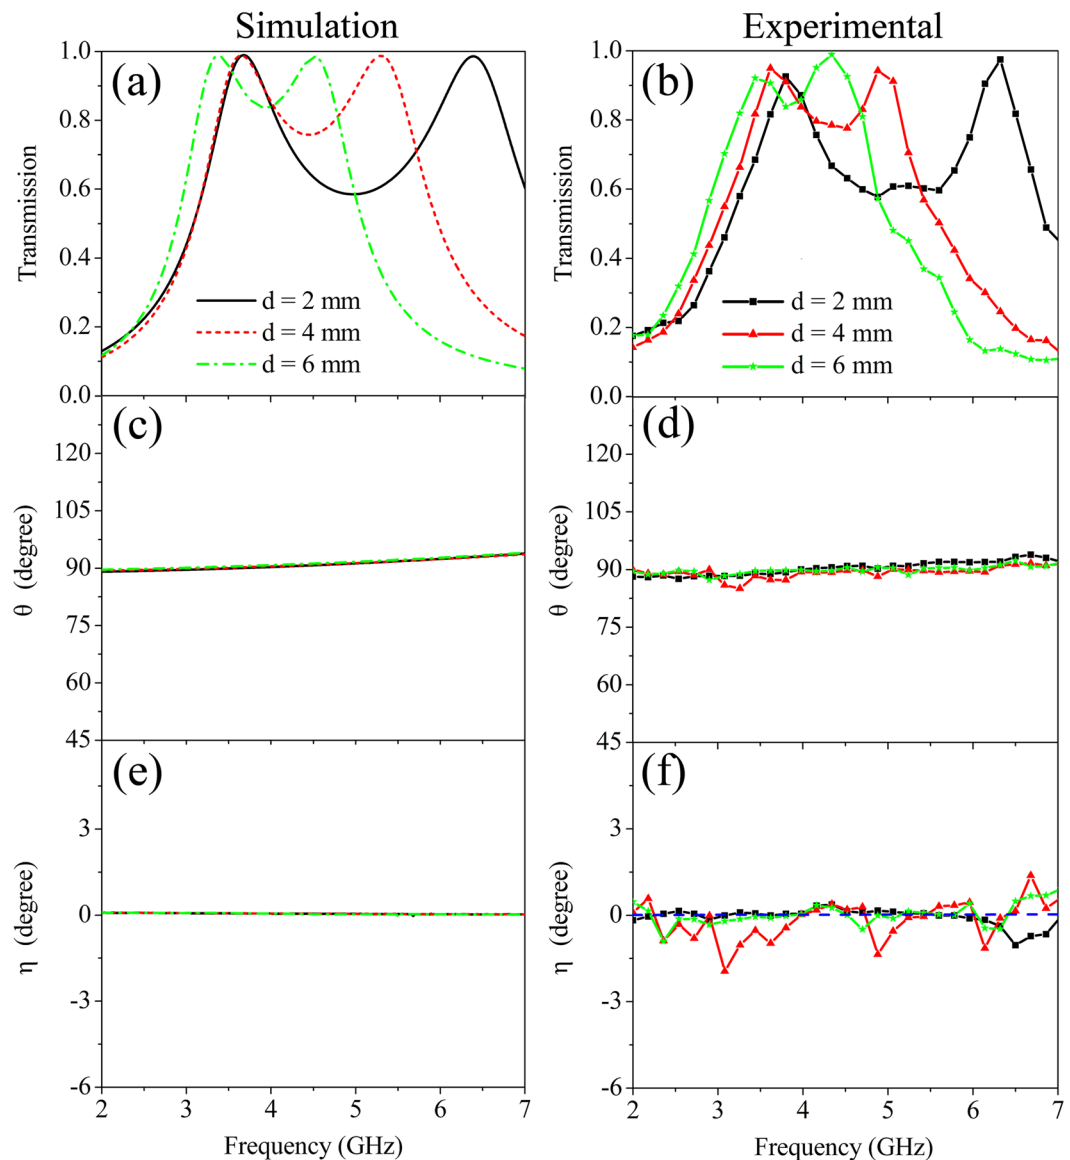 Simulation
Experimental
(a)
1.0
0.8
0.6
0.4
0.2
0.0
Transmission
d = 2 mm
d = 4 mm
d = 6 mm
(b)
1.0
0.8
0.6
0.4
0.2
0.0
Transmission
d = 2 mm
d = 4 mm
d = 6 mm
(c)
120
105
90
75
60
45
θ (degree)
(d)
120
105
90
75
60
45
θ (degree)
(e)
3
0
-3
-6
η (degree)
2 3 4 5 6 7
Frequency (GHz)
(f)
3
0
-3
-6
η (degree)
2 3 4 5 6 7
Frequency (GHz)